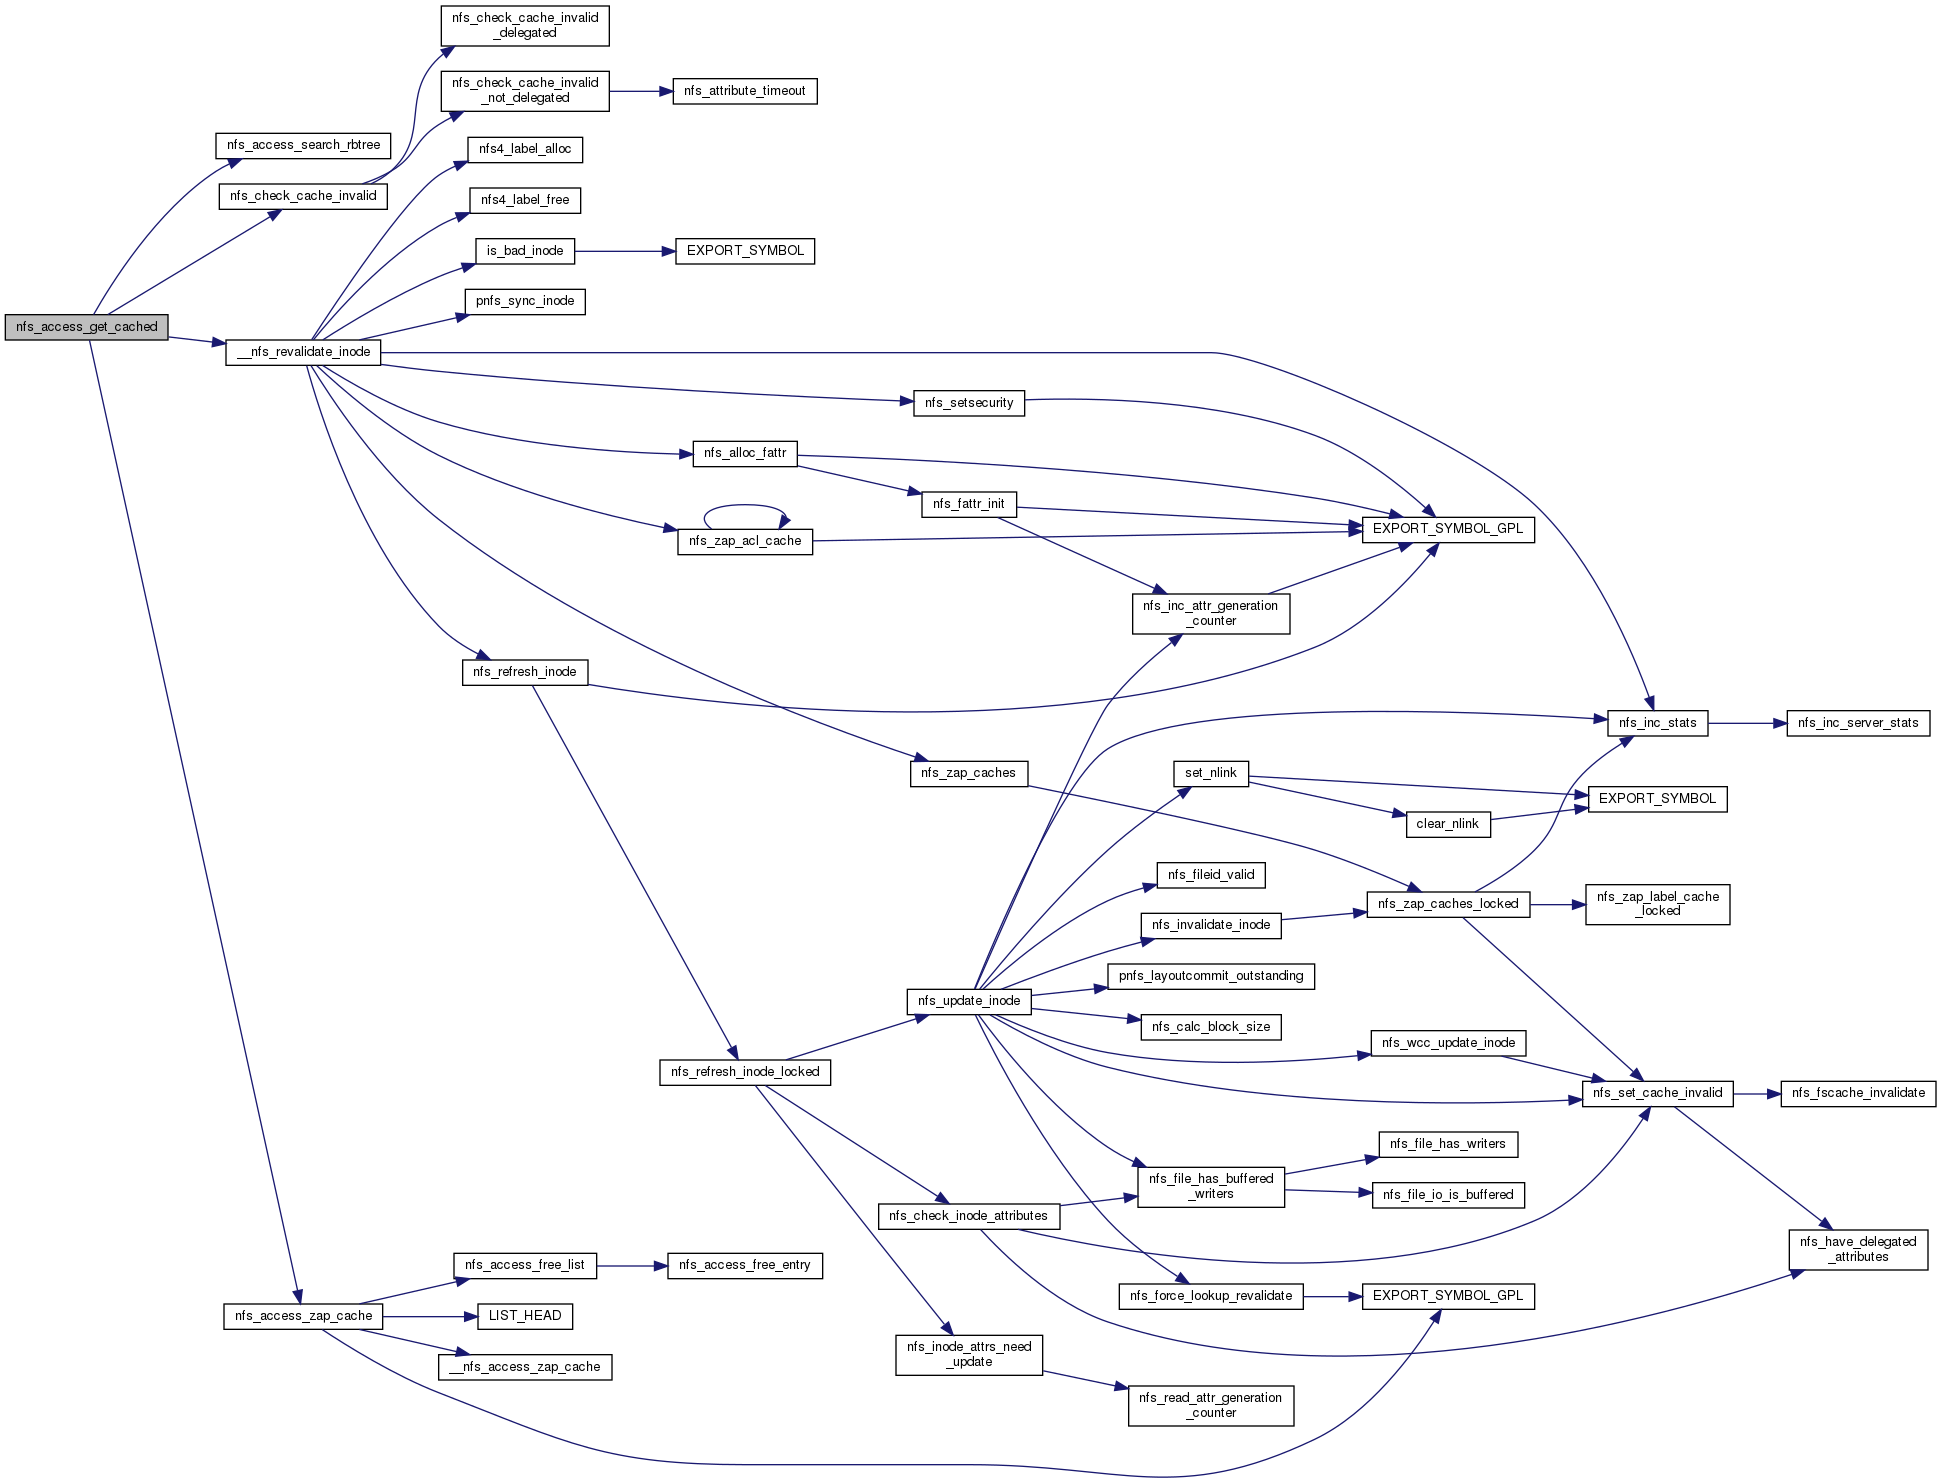 nfs_check_cache_invalid
_delegated
nfs_check_cache_invalid
_not_delegated
nfs_attribute_timeout
nfs_access_search_rbtree
nfs4_label_alloc
nfs_check_cache_invalid
nfs4_label_free
is_bad_inode
EXPORT_SYMBOL
pnfs_sync_inode
nfs_access_get_cached
__nfs_revalidate_inode
nfs_setsecurity
nfs_alloc_fattr
nfs_fattr_init
EXPORT_SYMBOL_GPL
nfs_zap_acl_cache
nfs_inc_attr_generation
_counter
nfs_refresh_inode
nfs_inc_stats
nfs_inc_server_stats
nfs_zap_caches
set_nlink
EXPORT_SYMBOL
clear_nlink
nfs_fileid_valid
nfs_zap_caches_locked
nfs_zap_label_cache
_locked
nfs_invalidate_inode
pnfs_layoutcommit_outstanding
nfs_update_inode
nfs_calc_block_size
nfs_wcc_update_inode
nfs_refresh_inode_locked
nfs_set_cache_invalid
nfs_fscache_invalidate
nfs_file_has_writers
nfs_file_has_buffered
_writers
nfs_file_io_is_buffered
nfs_check_inode_attributes
nfs_have_delegated
_attributes
nfs_access_free_list
nfs_access_free_entry
nfs_force_lookup_revalidate
EXPORT_SYMBOL_GPL
nfs_access_zap_cache
LIST_HEAD
nfs_inode_attrs_need
_update
__nfs_access_zap_cache
nfs_read_attr_generation
_counter